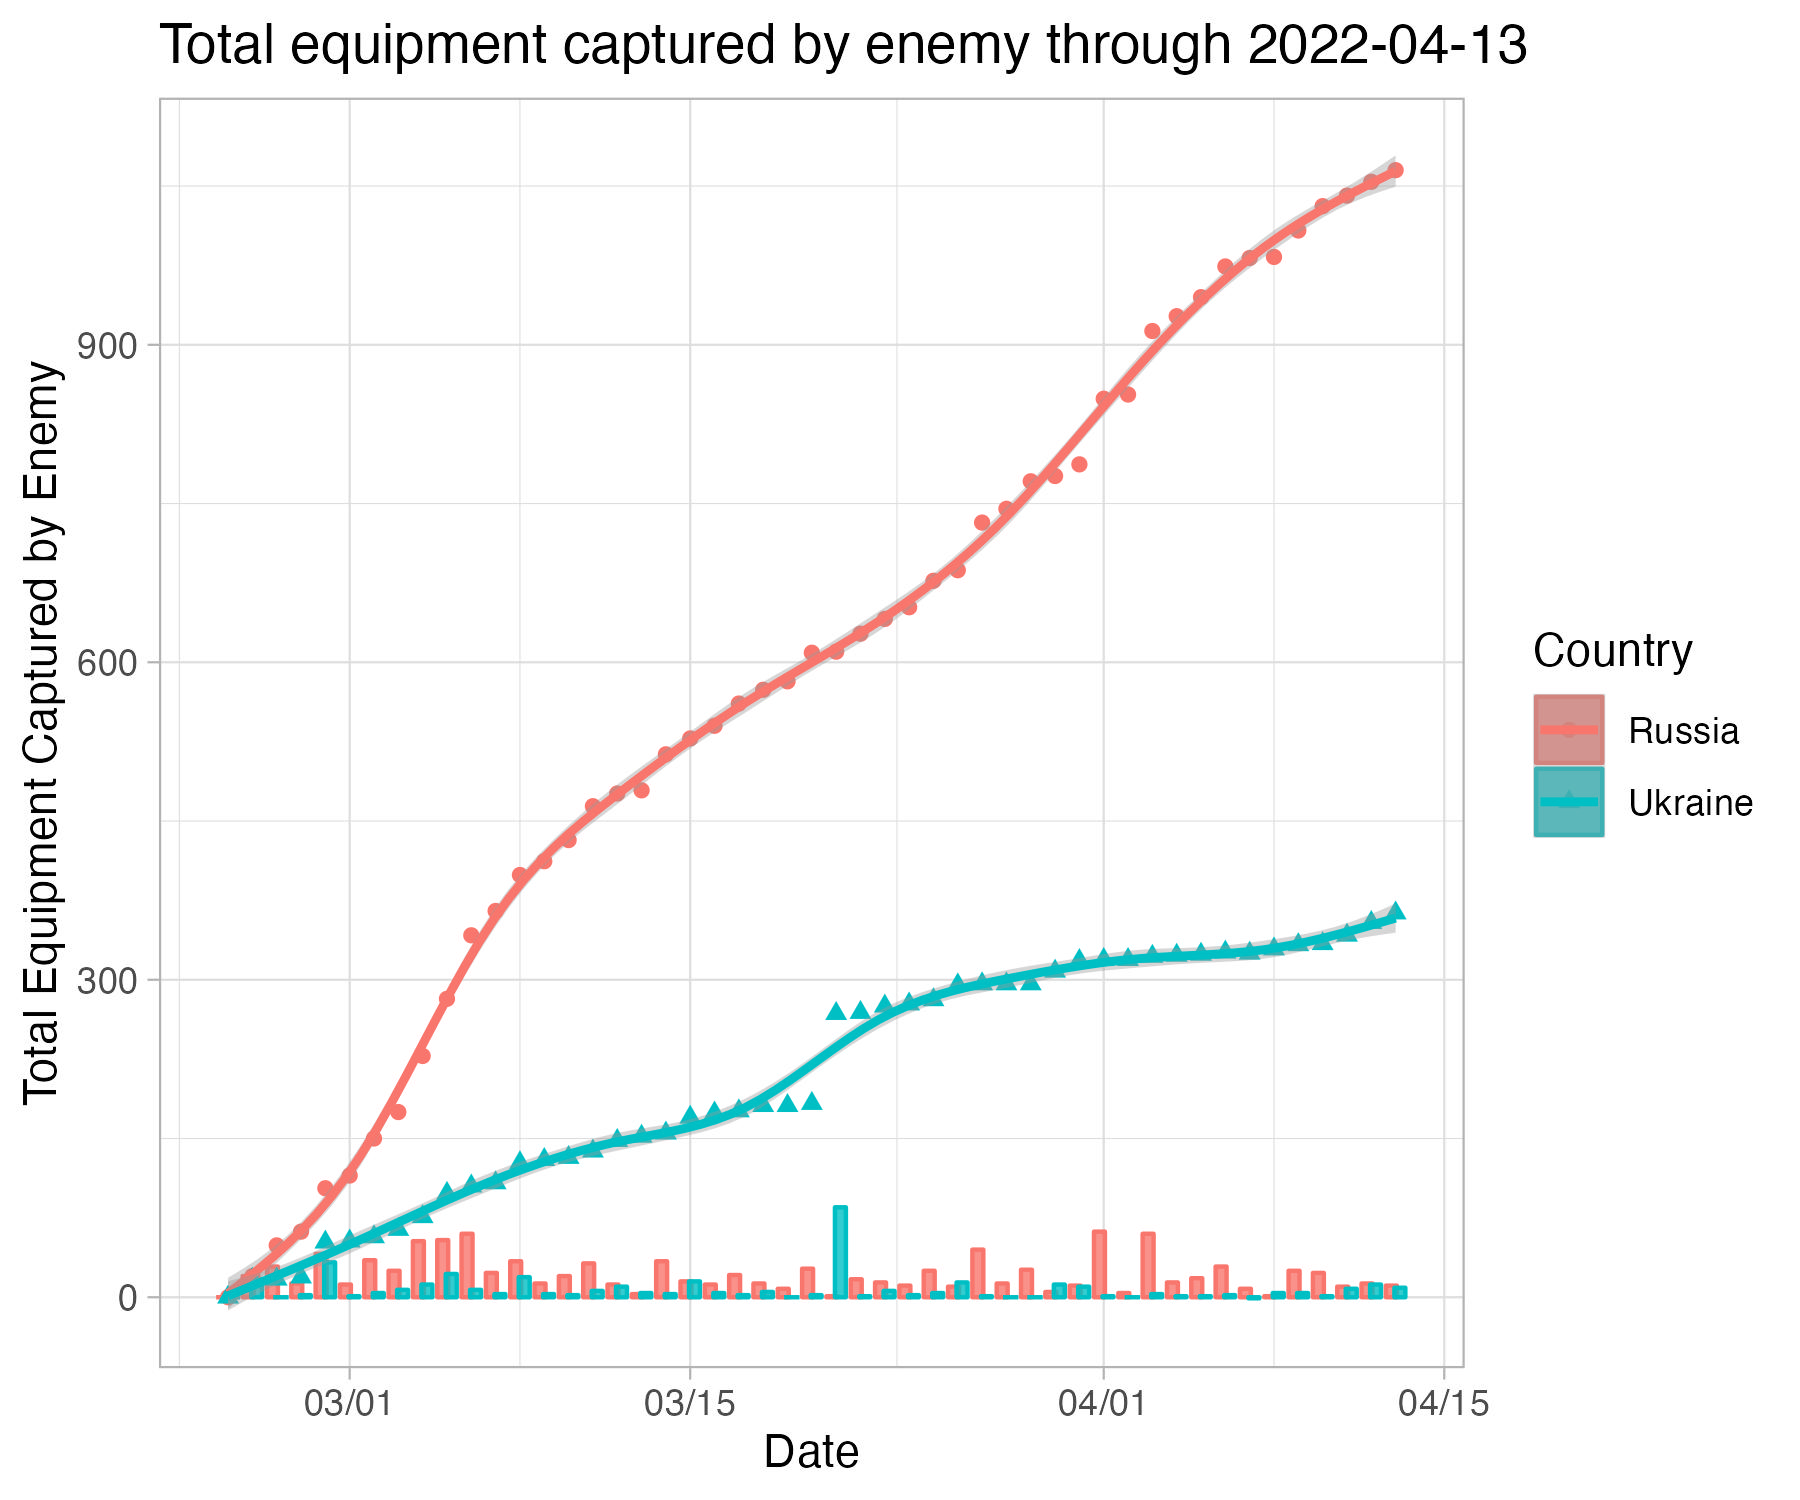 Total equipment captured by enemy through 2022-04-13
Total Equipment Captured by Enemy
900
600
300
0
03/01
03/15
04/01
04/15
Date
Country
Russia
Ukraine